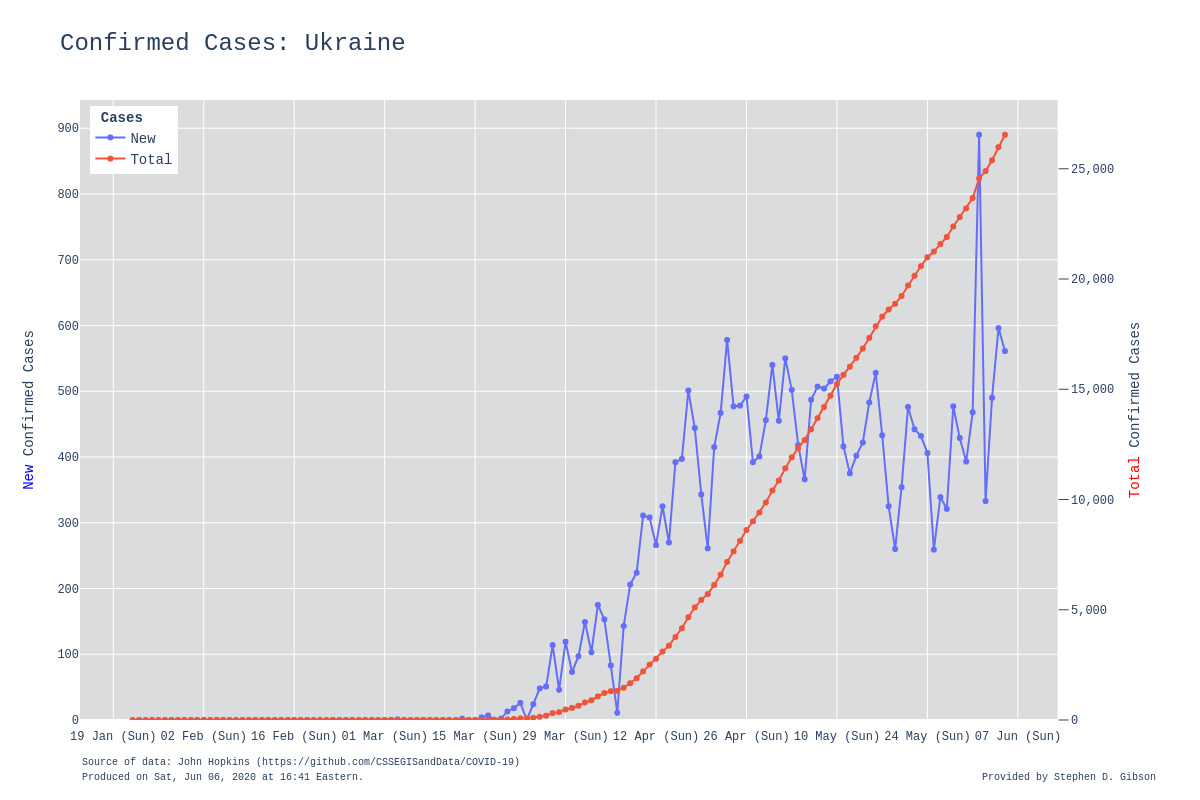 Confirmed Cases: Ukraine
Cases
New
Total
900
800
700
600
500
400
300
200
100
0
New Confirmed Cases
25,000
20,000
15,000
10,000
5,000
0
Total Confirmed Cases
19 Jan (Sun) 02 Feb (Sun) 16 Feb (Sun) 01 Mar (Sun) 15 Mar (Sun) 29 Mar (Sun) 12 Apr (Sun) 26 Apr (Sun) 10 May (Sun) 24 May (Sun) 07 Jun (Sun)
Source of data: John Hopkins (https://github.com/CSSEGISandData/COVID-19)
Produced on Sat, Jun 06, 2020 at 16:41 Eastern.
Provided by Stephen D. Gibson